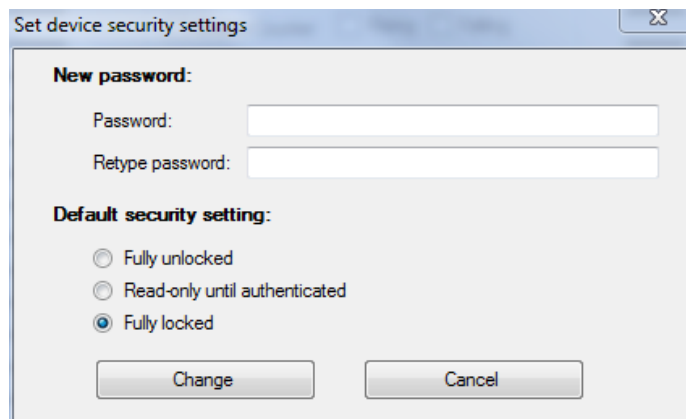 Set device security settings
New password:
Password:
Retype password:
Default security setting:
Fully unlocked
Read-only until authenticated
Fully locked
Change
Cancel